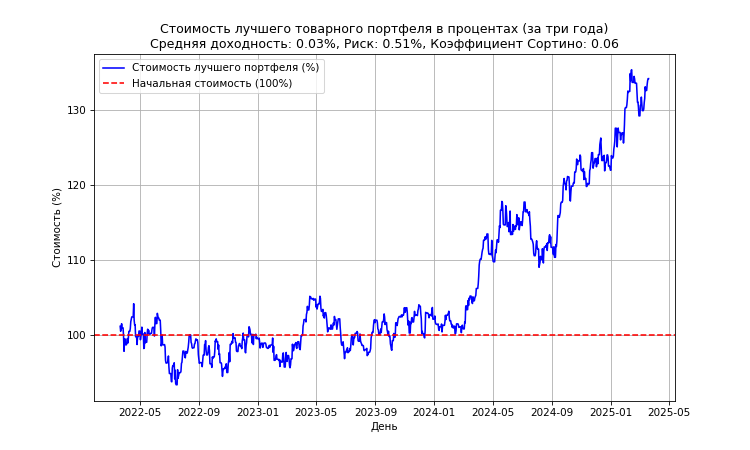 Стоимость лучшего товарного портфеля в процентах (за три года)
Средняя доходность: 0.03%, Риск: 0.51%, Коэффициент Сортино: 0.06
Стоимость лучшего портфеля (%)
Начальная стоимость (100%)
Стоимость (%)
130
120
110
100
2022-05 2022-09 2023-01 2023-05 2023-09 2024-01 2024-05 2024-09 2025-01 2025-05
День